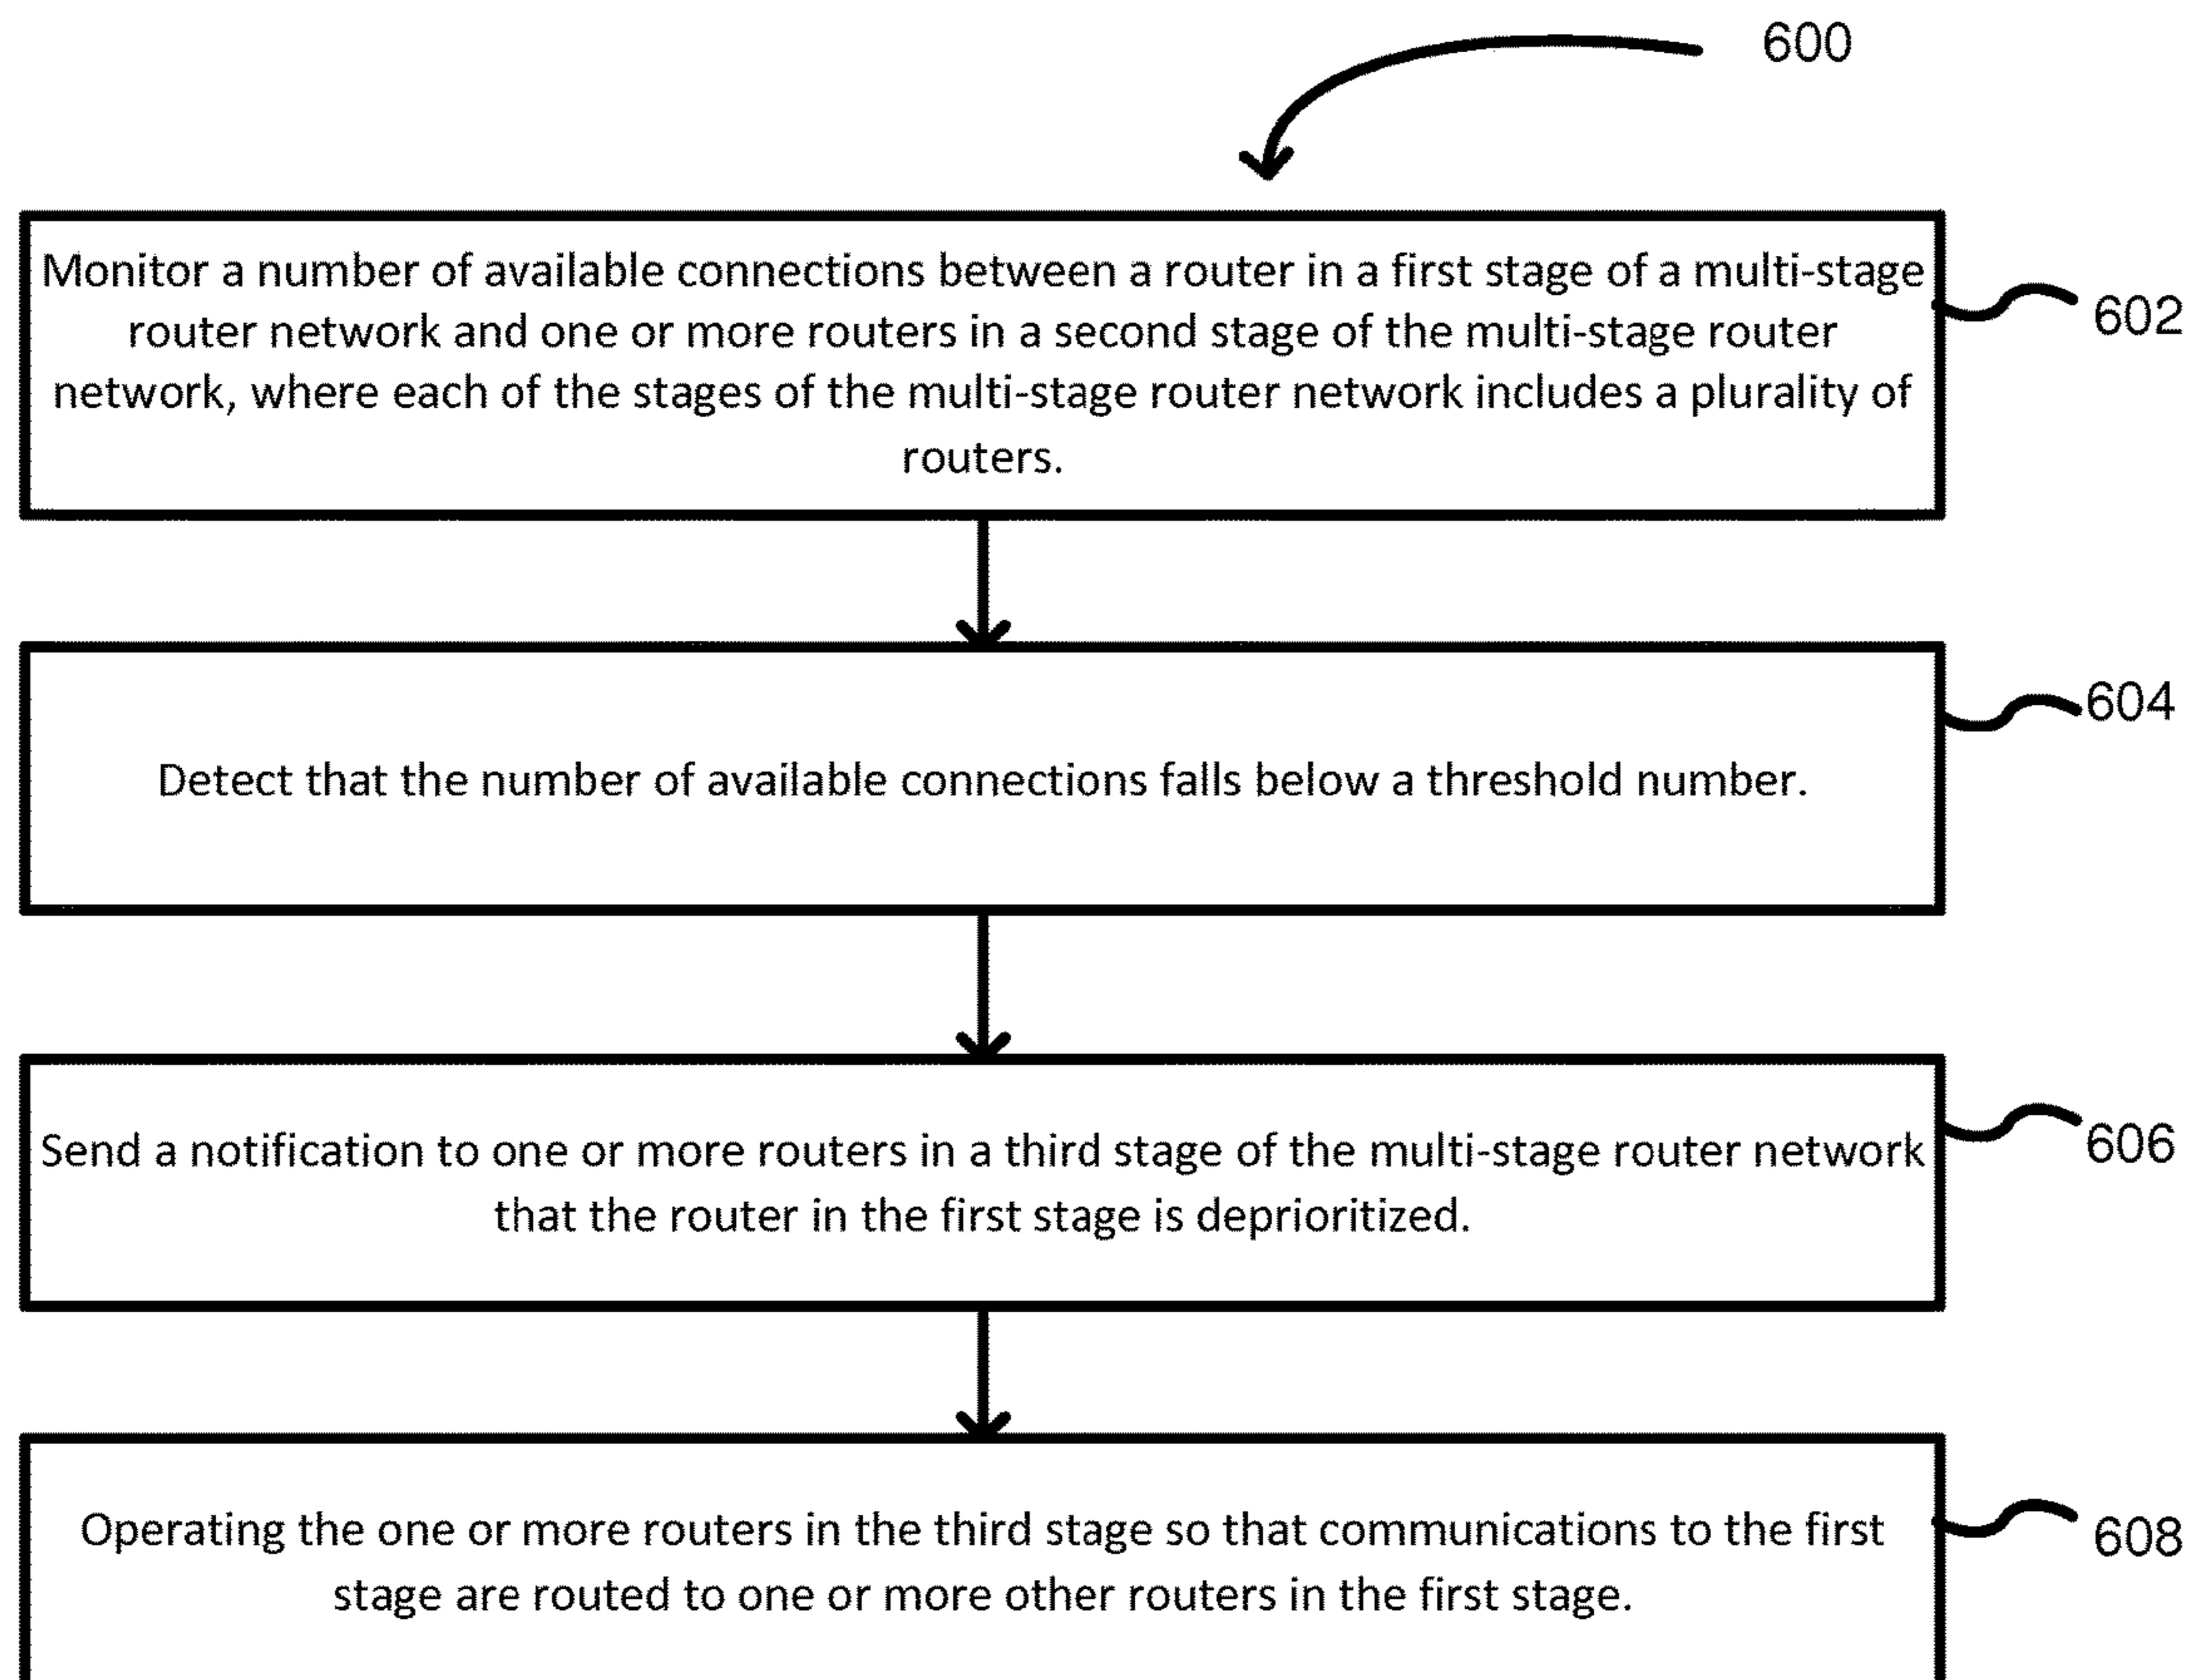 600
Monitor a number of available connections between a router in a first stage of a multi-stage
router network and one or more routers in a second stage of the multi-stage router
network, where each of the stages of the multi-stage router network includes a plurality of
routers.
602
604
Detect that the number of available connections falls below a threshold number.
606
Send a notification to one or more routers in a third stage of the multi-stage router network
that the router in the first stage is deprioritized.
608
Operating the one or more routers in the third stage so that communications to the first
stage are routed to one or more other routers in the first stage.